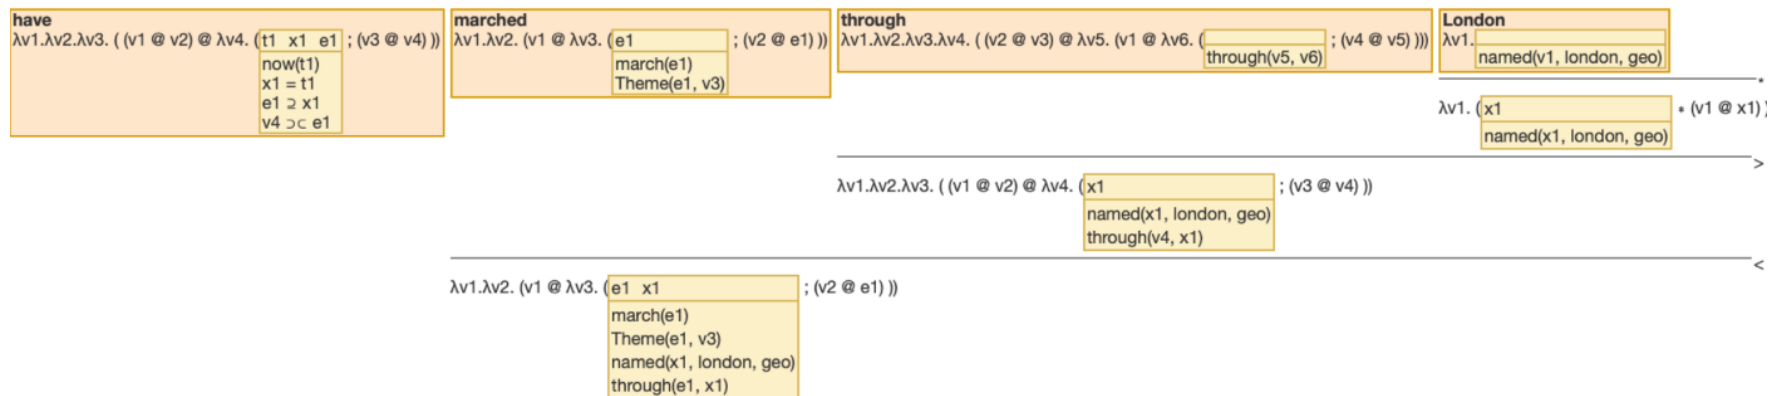 have
λv1.λv2.λv3. ( (v1 @ v2) @ λv4. ( t1 x1 e1 ; (v3 @ v4) ))
now(t1)
x1 = t1
e1 ⊇ x1
v4 ⊃⊂ e1
marched
λv1.λv2. (v1 @ λv3. ( e1 ; (v2 @ e1) ))
march(e1)
Theme(e1, v3)
through
λv1.λv2.λv3.λv4. ( (v2 @ v3) @ λv5. (v1 @ λv6. ( ; (v4 @ v5) )))
through(v5, v6)
London
λv1.
named(v1, london, geo)
*
λv1. ( x1 * (v1 @ x1) )
named(x1, london, geo)
>
λv1.λv2.λv3. ( (v1 @ v2) @ λv4. ( x1 ; (v3 @ v4) ))
named(x1, london, geo)
through(v4, x1)
<
λv1.λv2. (v1 @ λv3. ( e1 x1 ; (v2 @ e1) ))
march(e1)
Theme(e1, v3)
named(x1, london, geo)
through(e1, x1)